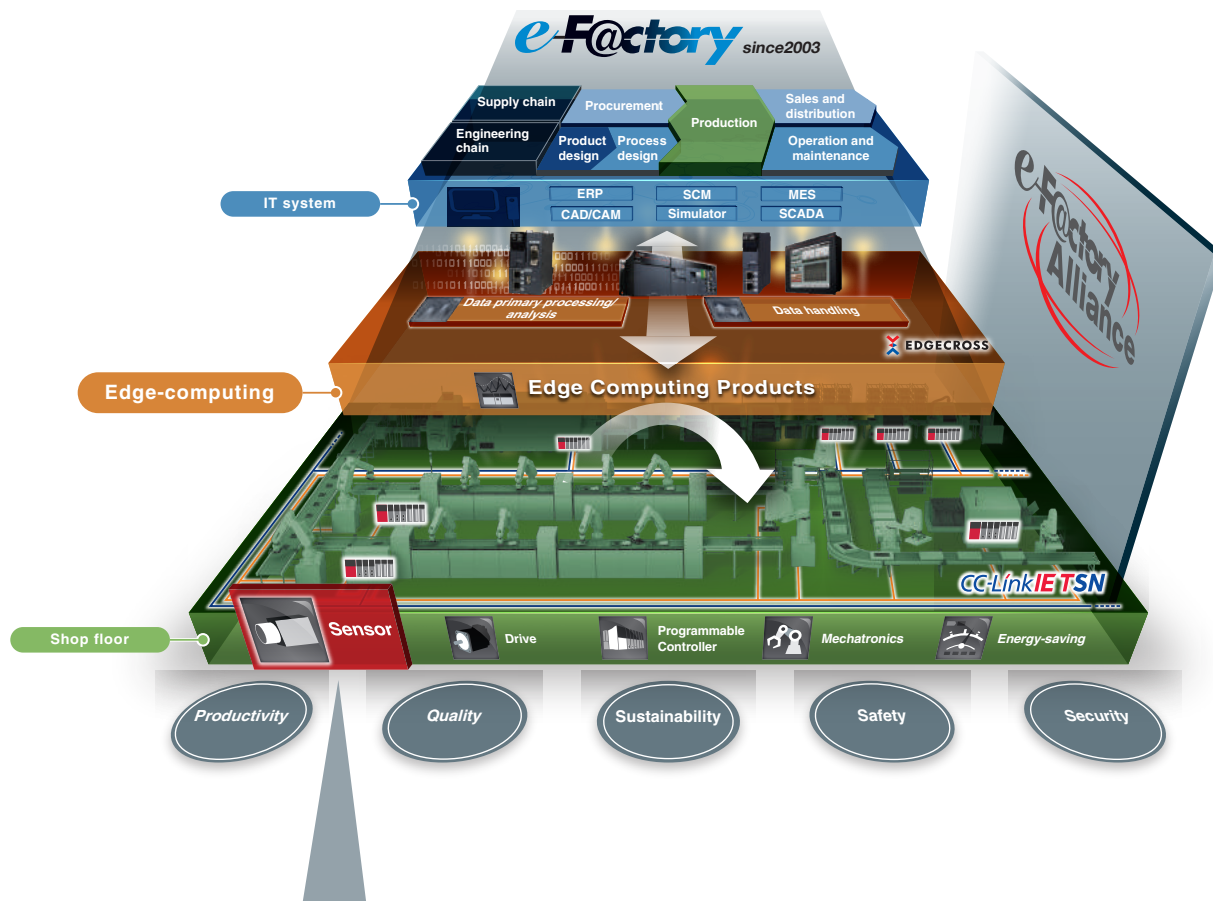 e-F@ctory since2003
Supply chain
Procurement
Production
Sales and
distribution
Engineering
chain
Product
design
Process
design
Operation and
maintenance
IT system
ERP
SCM
MES
CAD/CAM
Simulator
SCADA
Data primary processing/
analysis
Data handling
EDGECROSS
Edge-computing
Edge Computing Products
e-F@ctory
Alliance
CC-Link IE TSN
Shop floor
Sensor
Drive
Programmable
Controller
Mechatronics
Energy-saving
Productivity
Quality
Sustainability
Safety
Security